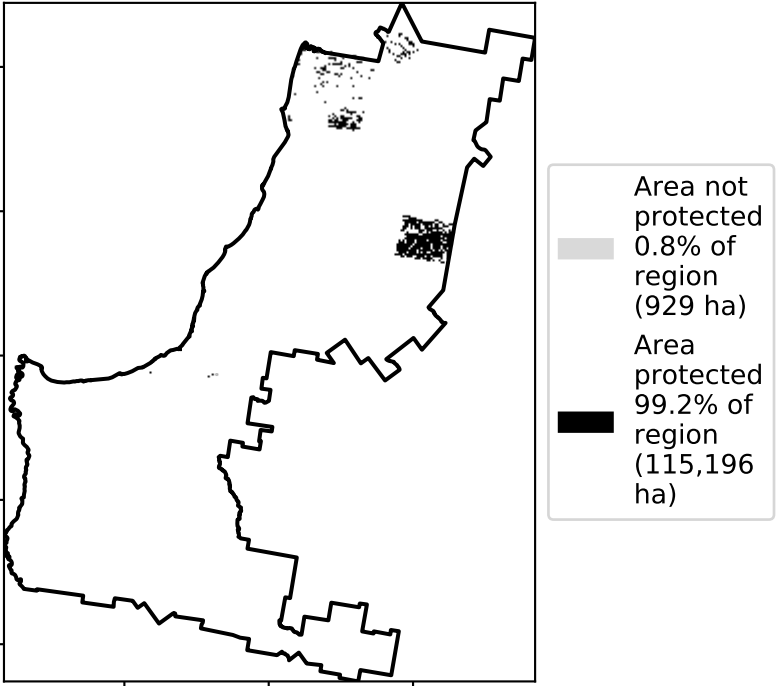 Area not
protected
0.8% of
region
(929 ha)
Area
protected
99.2% of
region
(115,196
ha)